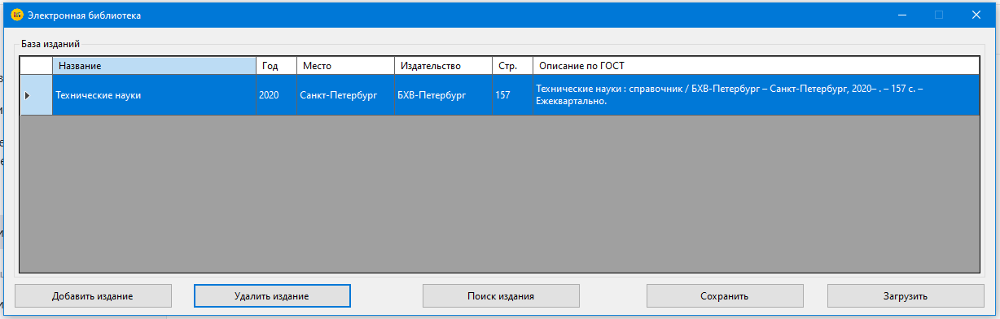 Электронная библиотека
База изданий
Название Год Место Издательство Стр. Описание по ГОСТ
Технические науки 2020 Санкт-Петербург БХВ-Петербург 157 Технические науки : справочник / БХВ-Петербург – Санкт-Петербург, 2020– . – 157 с. –
Ежеквартально.
Добавить издание Удалить издание Поиск издания Сохранить Загрузить